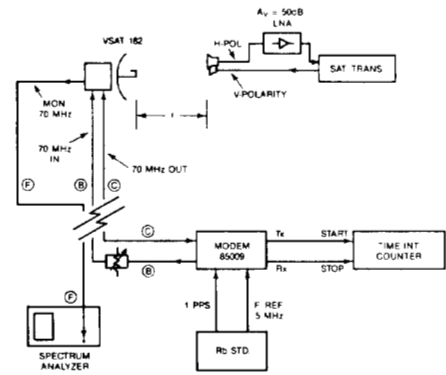 A_V = 50dB
LNA
VSAT 182
H-POL
V-POLARITY
SAT TRANS
MON
70 MHz
70 MHz
IN
70 MHz OUT
r
F
B
C
C
B
F
MODEM
85009
Tx
START
Rx
STOP
TIME INT
COUNTER
1 PPS
F REF
5 MHz
Rb STD.
SPECTRUM
ANALYZER